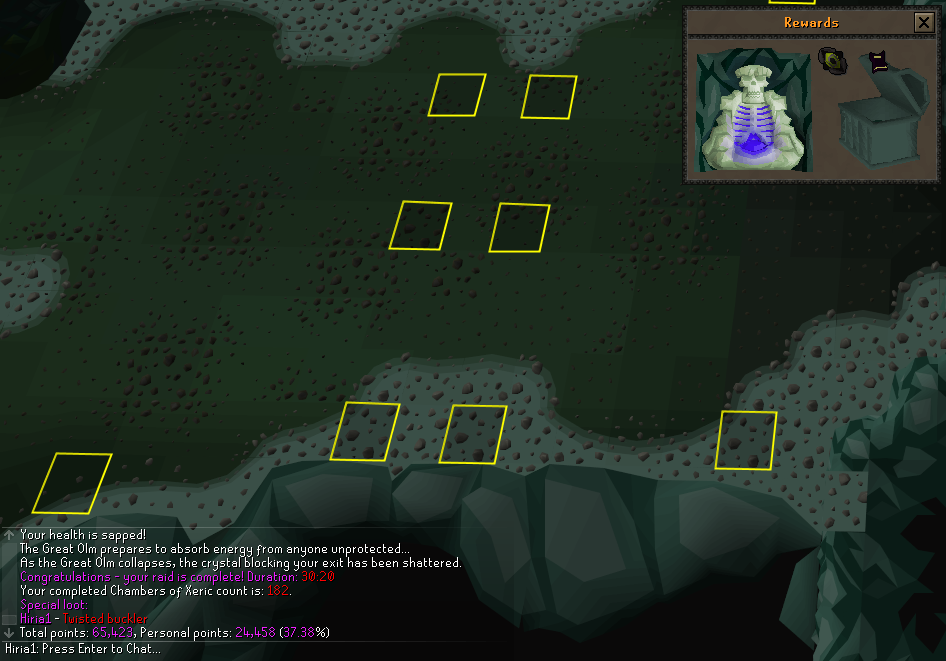 Rewards
Your health is sapped!
The Great Olm prepares to absorb energy from anyone unprotected...
As the Great Olm collapses, the crystal blocking your exit has been shattered.
Congratulations - your raid is complete! Duration: 30:20
Your completed Chambers of Xeric count is: 182.
Special loot:
Hiria1 - Twisted buckler
Total points: 65,423, Personal points: 24,458 (37.38%)
Hiria1: Press Enter to Chat...